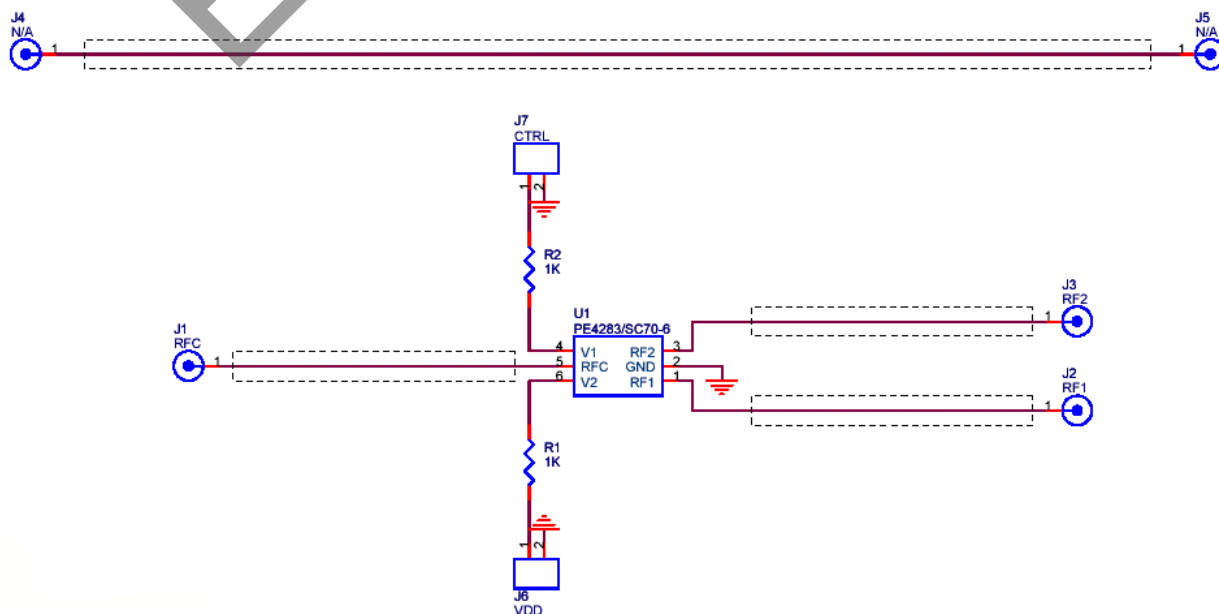 J4
N/A
1
J5
N/A
1
J7
CTRL
1
2
R2
1K
J1
RFC
1
U1
PE4283/SC70-6
4
V1
RF2
3
5
RFC
GND
2
6
V2
RF1
1
J3
RF2
1
J2
RF1
1
R1
1K
1
2
J6
VDD